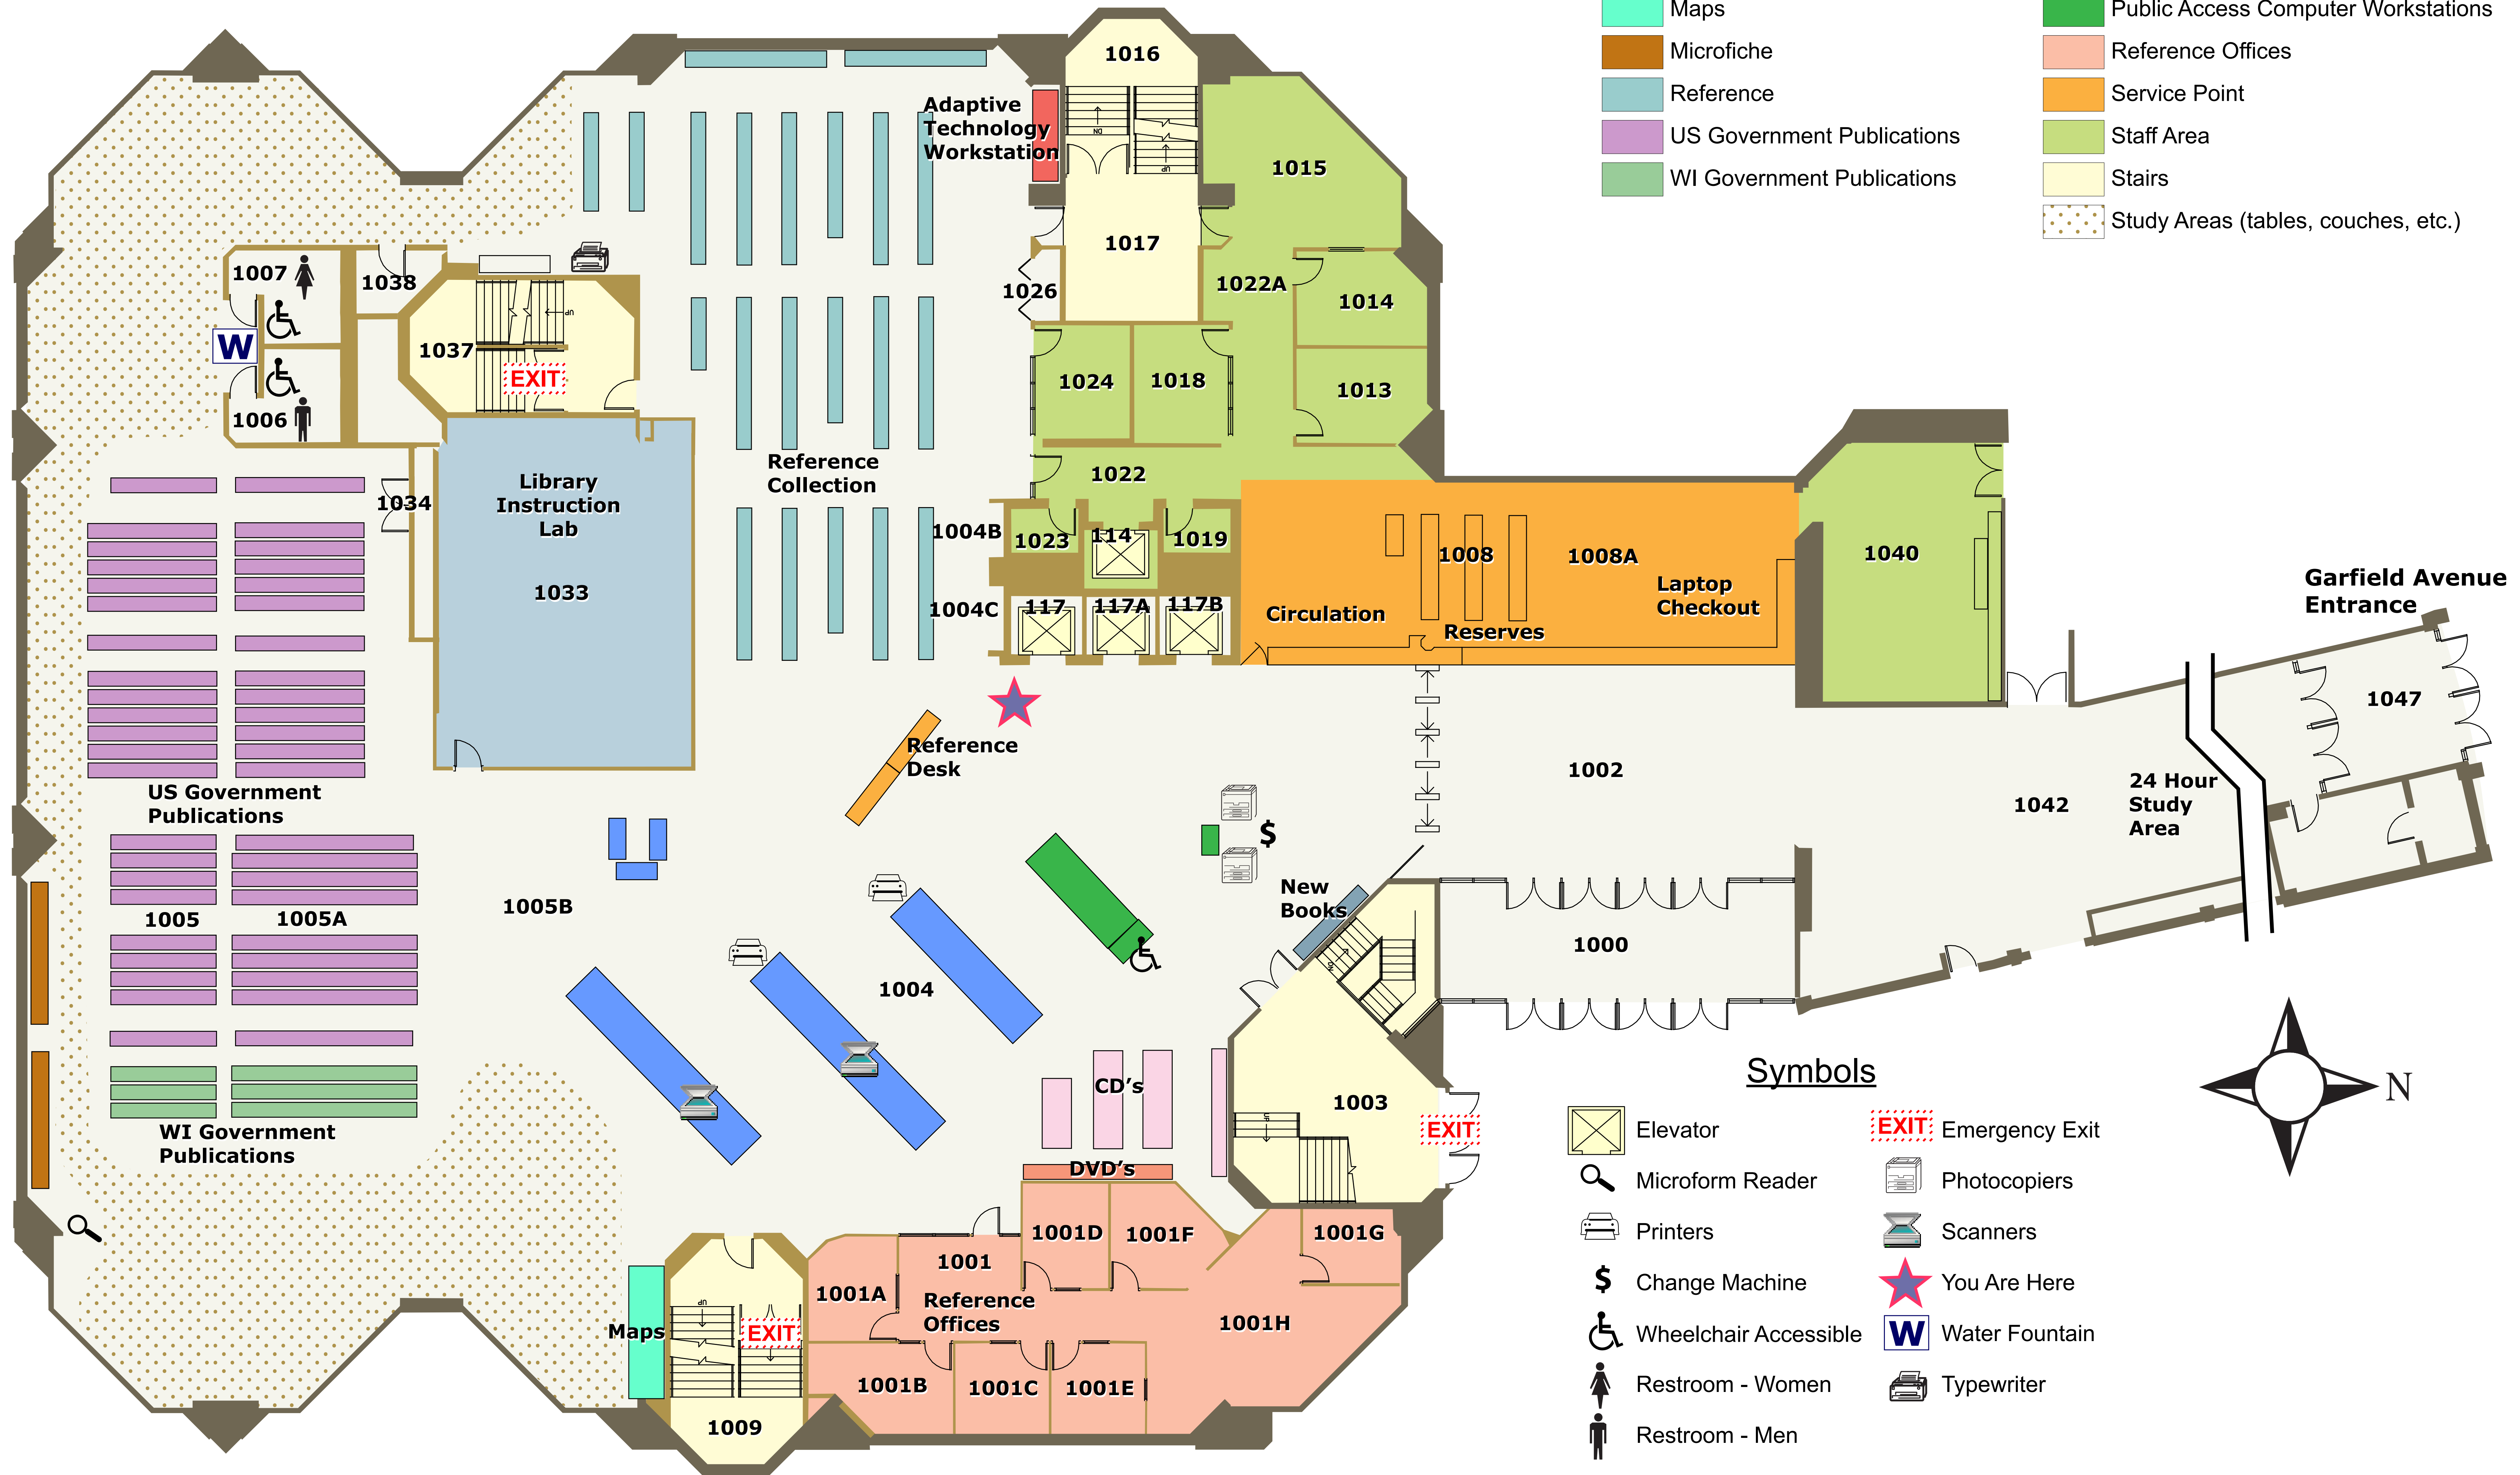 Maps
Microfiche
Reference
US Government Publications
WI Government Publications
Public Access Computer Workstations
Reference Offices
Service Point
Staff Area
Stairs
Study Areas (tables, couches, etc.)
1016
DN
UP
Adaptive
Technology
Workstation
1015
1017
1007
1038
1026
1022A
1014
UP
W
1037
EXIT
1006
1024
1018
1013
Reference
Collection
1022
Library
Instruction
Lab
1034
1033
1004B
1023
114
1019
1004C
117
117A
117B
1008
1008A
Circulation
Reserves
Laptop
Checkout
1040
Garfield Avenue
Entrance
1047
Reference
Desk
1002
1042
24 Hour
Study
Area
US Government
Publications
$
New
Books
1005
1005A
1005B
1000
1004
DN
CD's
1003
UP
EXIT
WI Government
Publications
DVD's
1001D
1001F
1001G
1001
1001A
Reference
Offices
1001H
Maps
UP
EXIT
1001B
1001C
1001E
1009
N
Symbols
Elevator
Microform Reader
Printers
$ Change Machine
Wheelchair Accessible
Restroom - Women
Restroom - Men
EXIT Emergency Exit
Photocopiers
Scanners
You Are Here
W Water Fountain
Typewriter